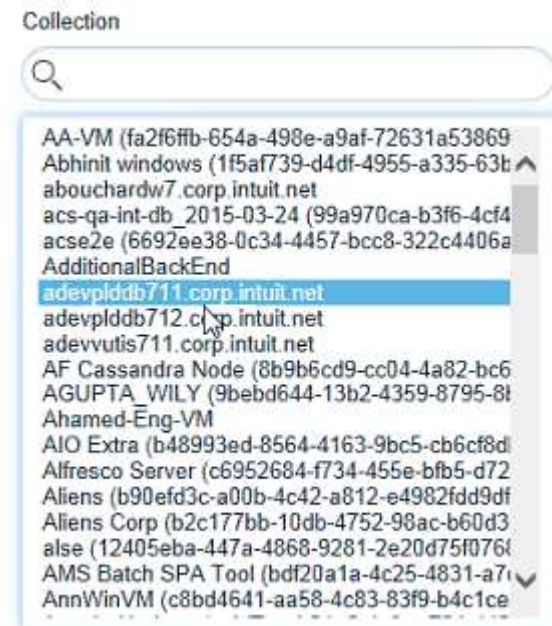 Collection
AA-VM (fa2f6ffb-654a-498e-a9af-72631a53869
Abhinit windows (1f5af739-d4df-4955-a335-63b
abouchardw7.corp.intuit.net
acs-qa-int-db_2015-03-24 (99a970ca-b3f6-4cf4
acse2e (6692ee38-0c34-4457-bcc8-322c4406a
AdditionalBackEnd
adevplddb711.corp.intuit.net
adevplddb712.corp.intuit.net
adevvutis711.corp.intuit.net
AF Cassandra Node (8b9b6cd9-cc04-4a82-bc6
AGUPTA_WILY (9bebd644-13b2-4359-8795-8b
Ahamed-Eng-VM
AIO Extra (b48993ed-8564-4163-9bc5-cb6cf8d
Alfresco Server (c6952684-f734-455e-bfb5-d72
Aliens (b90efd3c-a00b-4c42-a812-e4982fdd9df
Aliens Corp (b2c177bb-10db-4752-98ac-b60d3
alse (12405eba-447a-4868-9281-2e20d75f0768
AMS Batch SPA Tool (bdf20a1a-4c25-4831-a7
AnnWinVM (c8bd4641-aa58-4c83-83f9-b4c1ce